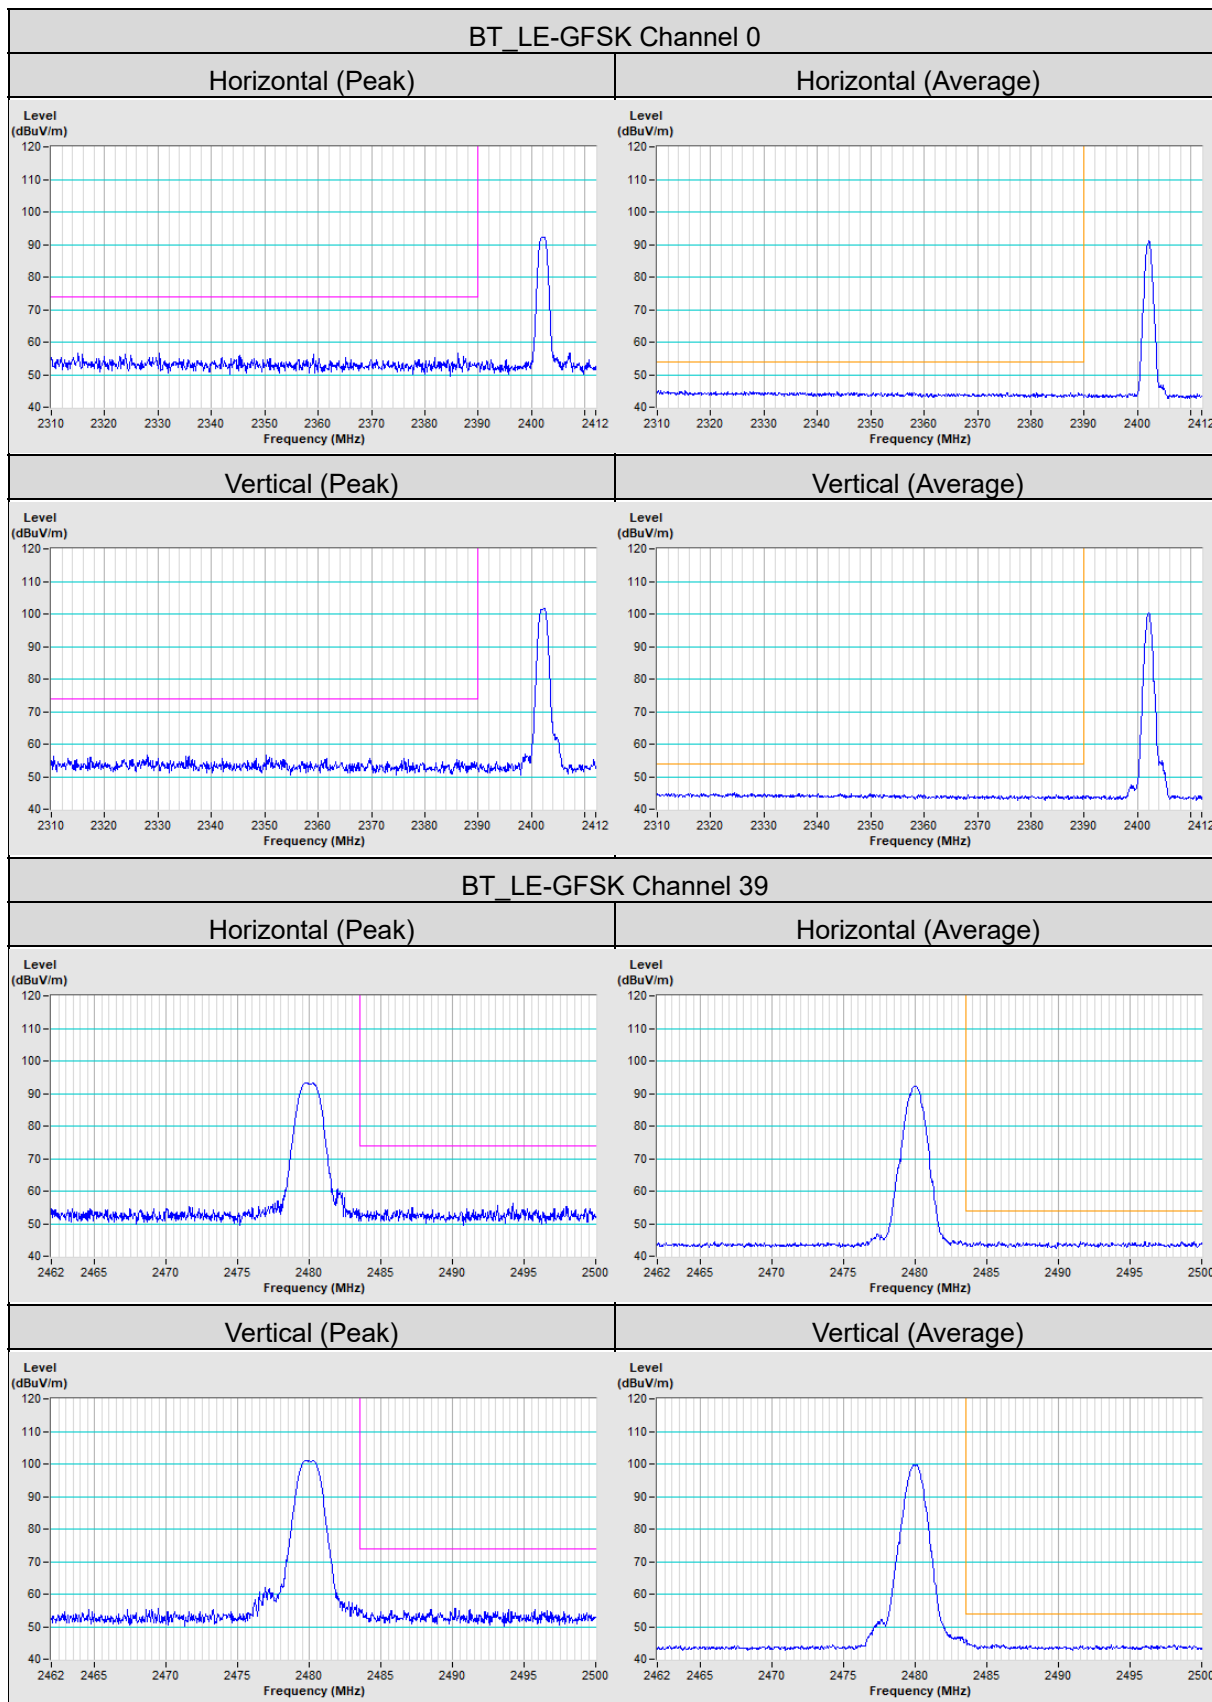 BT_LE-GFSK Channel 0
Horizontal (Peak) Horizontal (Average)
Level Level
(dBuV/m) (dBuV/m)
120 120
110 110
100 100
90 90
80 80
70 70
60 60
50 50
40 40
2310 2320 2330 2340 2350 2360 2370 2380 2390 2400 2412 2310 2320 2330 2340 2350 2360 2370 2380 2390 2400 2412
Frequency (MHz) Frequency (MHz)
Vertical (Peak) Vertical (Average)
Level Level
(dBuV/m) (dBuV/m)
120 120
110 110
100 100
90 90
80 80
70 70
60 60
50 50
40 40
2310 2320 2330 2340 2350 2360 2370 2380 2390 2400 2412 2310 2320 2330 2340 2350 2360 2370 2380 2390 2400 2412
Frequency (MHz) Frequency (MHz)
BT_LE-GFSK Channel 39
Horizontal (Peak) Horizontal (Average)
Level Level
(dBuV/m) (dBuV/m)
120 120
110 110
100 100
90 90
80 80
70 70
60 60
50 50
40 40
2462 2465 2470 2475 2480 2485 2490 2495 2500 2462 2465 2470 2475 2480 2485 2490 2495 2500
Frequency (MHz) Frequency (MHz)
Vertical (Peak) Vertical (Average)
Level Level
(dBuV/m) (dBuV/m)
120 120
110 110
100 100
90 90
80 80
70 70
60 60
50 50
40 40
2462 2465 2470 2475 2480 2485 2490 2495 2500 2462 2465 2470 2475 2480 2485 2490 2495 2500
Frequency (MHz) Frequency (MHz)